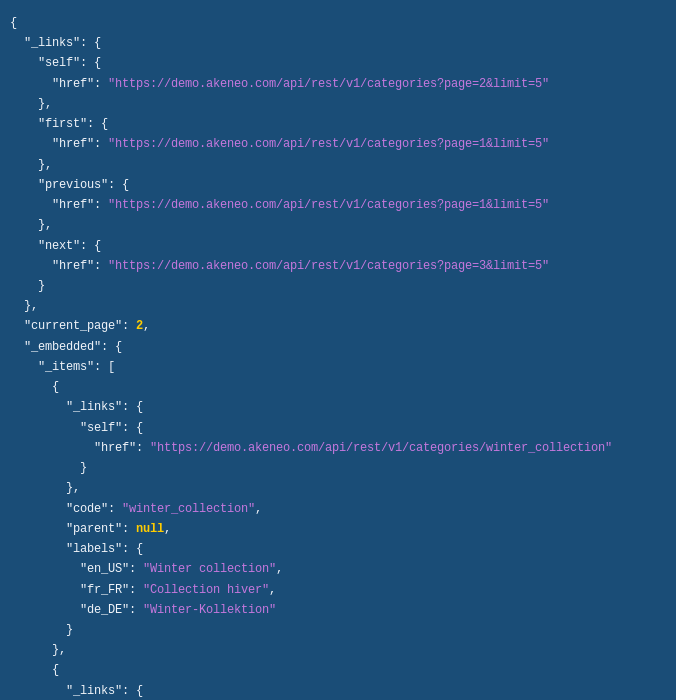 {
  "_links": {
    "self": {
      "href": "https://demo.akeneo.com/api/rest/v1/categories?page=2&limit=5"
    },
    "first": {
      "href": "https://demo.akeneo.com/api/rest/v1/categories?page=1&limit=5"
    },
    "previous": {
      "href": "https://demo.akeneo.com/api/rest/v1/categories?page=1&limit=5"
    },
    "next": {
      "href": "https://demo.akeneo.com/api/rest/v1/categories?page=3&limit=5"
    }
  },
  "current_page": 2,
  "_embedded": {
    "_items": [
      {
        "_links": {
          "self": {
            "href": "https://demo.akeneo.com/api/rest/v1/categories/winter_collection"
          }
        },
        "code": "winter_collection",
        "parent": null,
        "labels": {
          "en_US": "Winter collection",
          "fr_FR": "Collection hiver",
          "de_DE": "Winter-Kollektion"
        }
      },
      {
        "_links": {